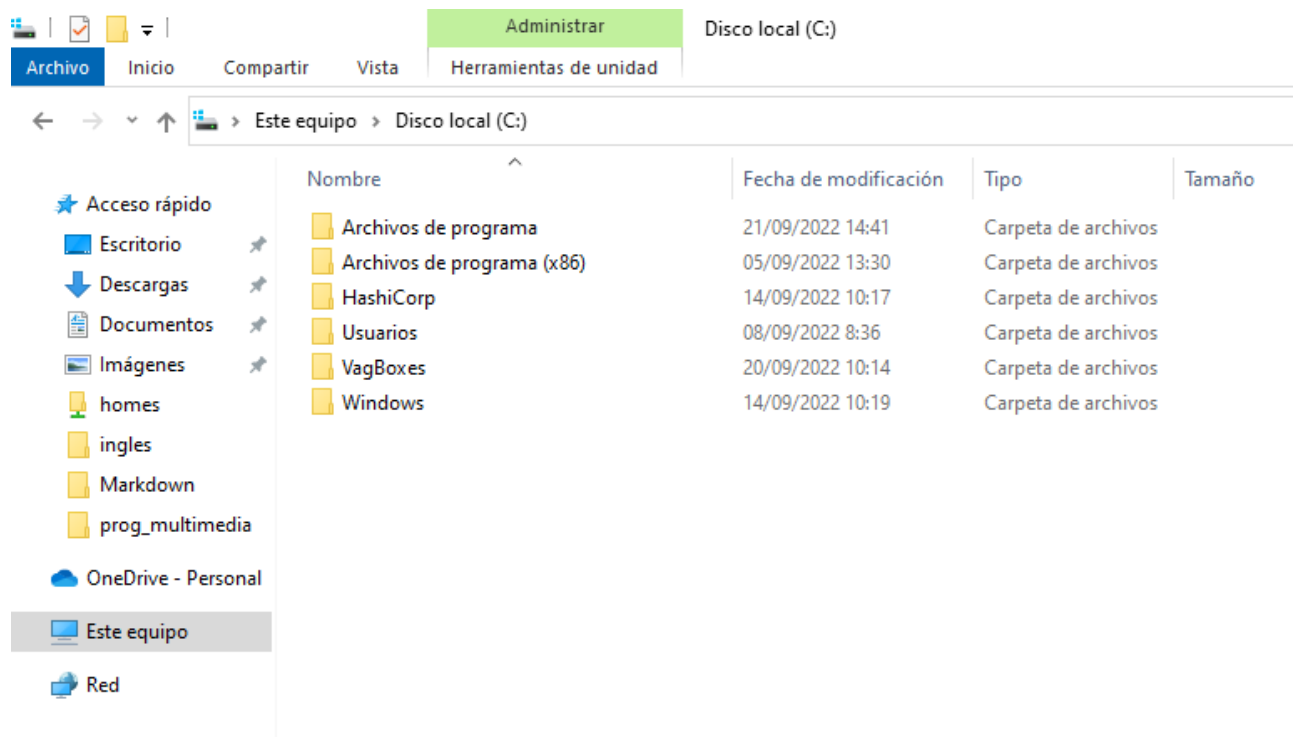 Administrar Disco local (C:)
Archivo Inicio Compartir Vista Herramientas de unidad
Este equipo Disco local (C:)
Acceso rápido
Escritorio
Descargas
Documentos
Imágenes
homes
ingles
Markdown
prog_multimedia
OneDrive - Personal
Este equipo
Red
Nombre Fecha de modificación Tipo Tamaño
Archivos de programa 21/09/2022 14:41 Carpeta de archivos
Archivos de programa (x86) 05/09/2022 13:30 Carpeta de archivos
HashiCorp 14/09/2022 10:17 Carpeta de archivos
Usuarios 08/09/2022 8:36 Carpeta de archivos
VagBoxes 20/09/2022 10:14 Carpeta de archivos
Windows 14/09/2022 10:19 Carpeta de archivos